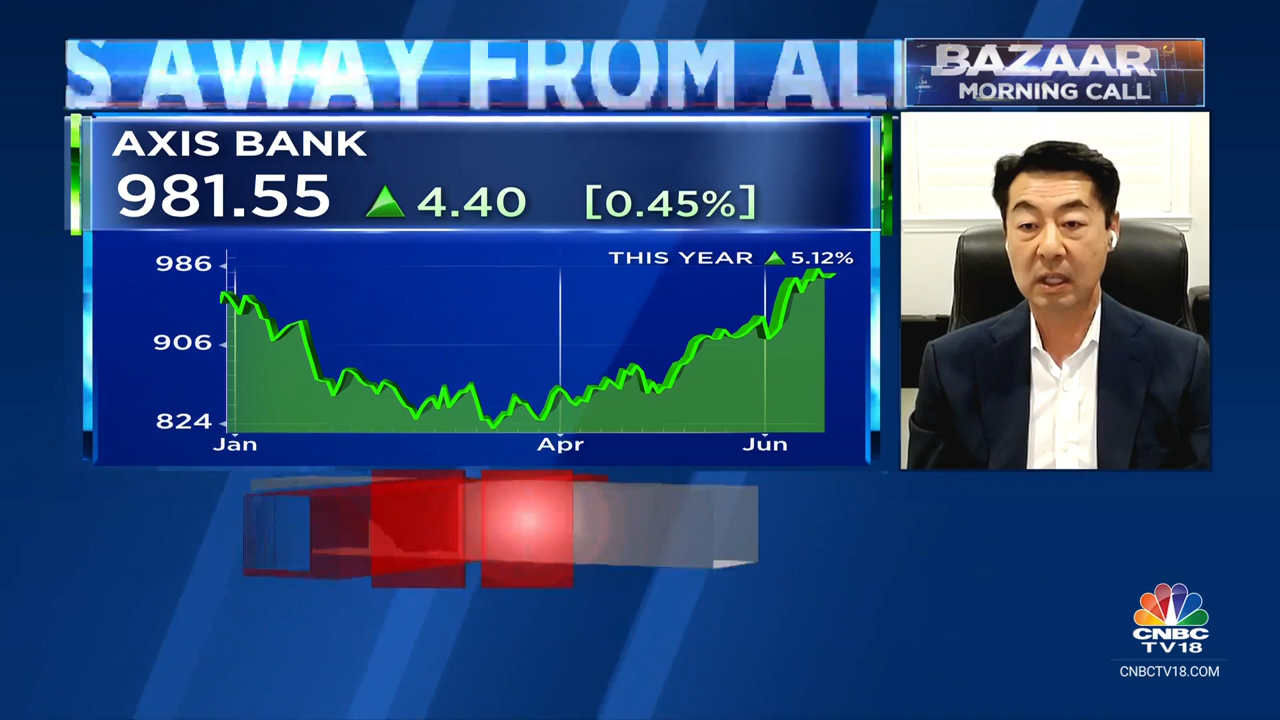 S AWAY FROM AL
BAZAAR
MORNING CALL
AXIS BANK
981.55 ▲ 4.40 [0.45%]
THIS YEAR ▲ 5.12%
986
906
824
Jan Apr Jun
CNBC
TV18
CNBCTV18.COM